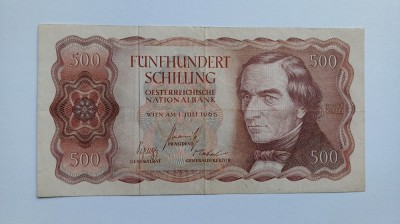 500
FÜNFHUNDERT
SCHILLING
OESTERREICHISCHE
NATIONALBANK
WIEN AM 1. JULI 1965
PRÄSIDENT
GENERALRAT GENERALDIREKTOR
500
500
500